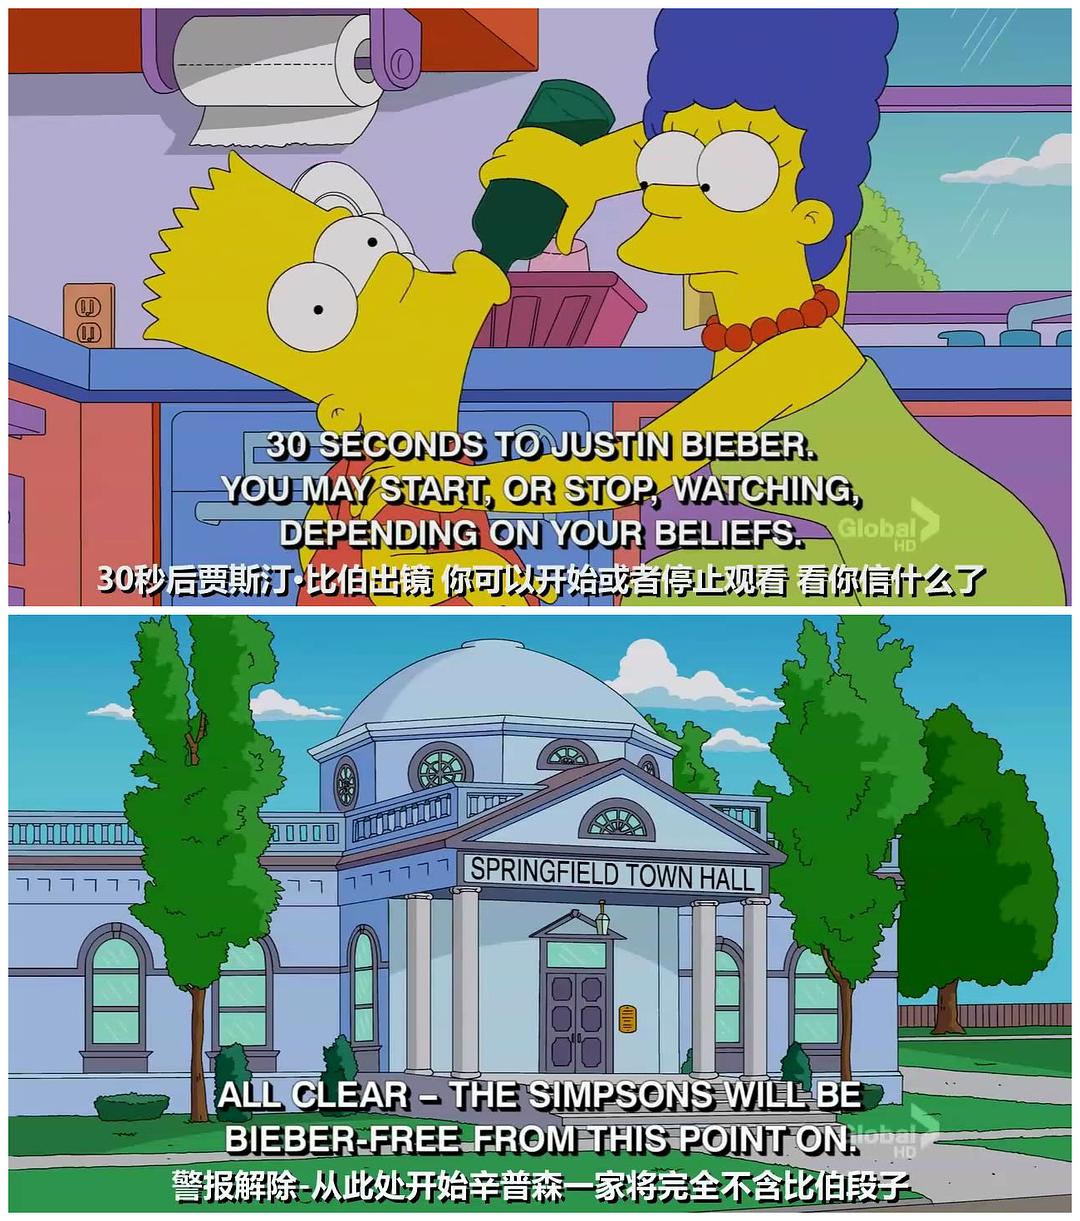 30 SECONDS TO JUSTIN BIEBER.
YOU MAY START, OR STOP, WATCHING,
DEPENDING ON YOUR BELIEFS.
Global
HD
30秒后贾斯汀·比伯出镜 你可以开始或者停止观看 看你信什么了
SPRINGFIELD TOWN HALL
ALL CLEAR – THE SIMPSONS WILL BE
BIEBER-FREE FROM THIS POINT ON.
Global
HD
警报解除-从此处开始辛普森一家将完全不含比伯段子